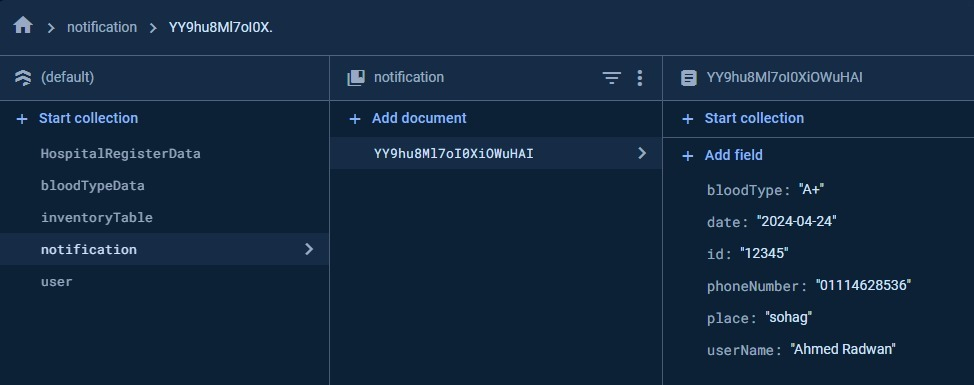 notification YY9hu8Ml7oI0X.
(default)
Start collection
HospitalRegisterData
bloodTypeData
inventoryTable
notification
user
notification
Add document
YY9hu8Ml7oI0XiOWuHAI
YY9hu8Ml7oI0XiOWuHAI
Start collection
Add field
bloodType: "A+"
date: "2024-04-24"
id: "12345"
phoneNumber: "01114628536"
place: "sohag"
userName: "Ahmed Radwan"